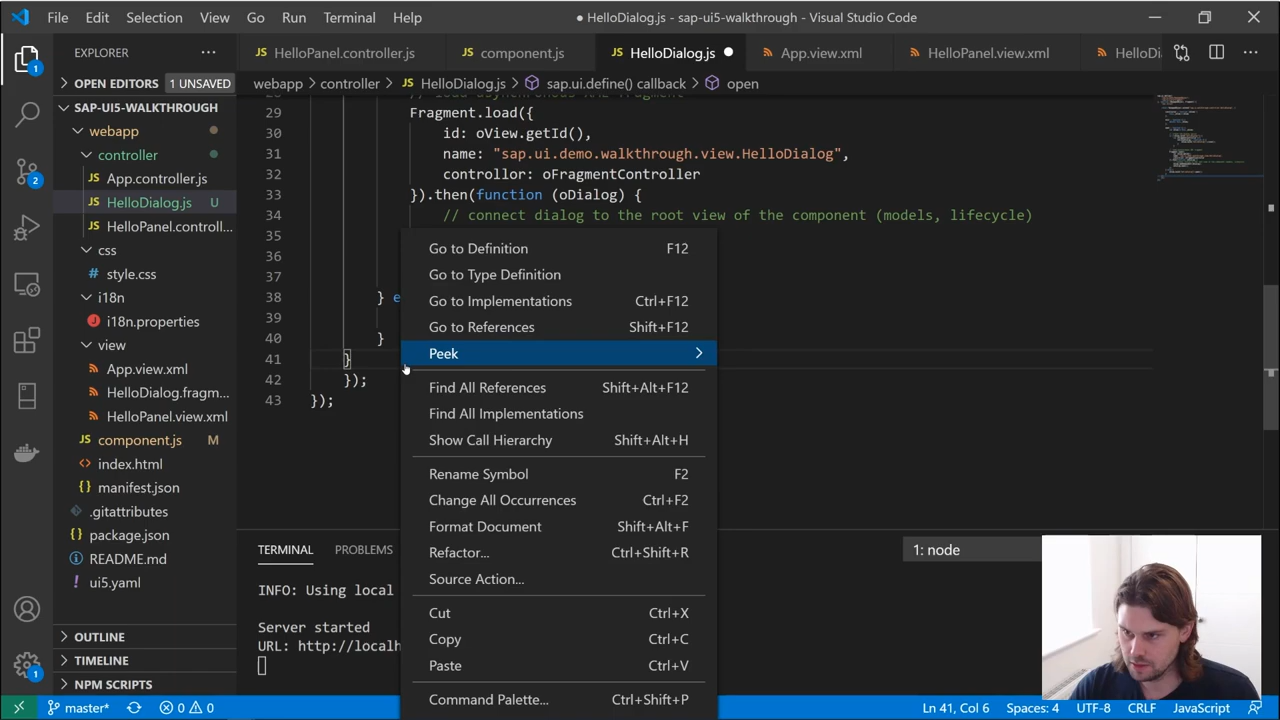 File Edit Selection View Go Run Terminal Help
● HelloDialog.js - sap-ui5-walkthrough - Visual Studio Code
EXPLORER
JS HelloPanel.controller.js
JS component.js
JS HelloDialog.js
App.view.xml
HelloPanel.view.xml
HelloDi
OPEN EDITORS 1 UNSAVED
webapp > controller > JS HelloDialog.js > sap.ui.define() callback > open
SAP-UI5-WALKTHROUGH
webapp
controller
JS App.controller.js
JS HelloDialog.js U
JS HelloPanel.controll...
css
# style.css
i18n
i18n.properties
view
App.view.xml
HelloDialog.fragm...
HelloPanel.view.xml
JS component.js M
<> index.html
manifest.json
.gitattributes
package.json
README.md
! ui5.yaml
OUTLINE
TIMELINE
NPM SCRIPTS
1
2
1
29 Fragment.load({
30 id: oView.getId(),
31 name: "sap.ui.demo.walkthrough.view.HelloDialog",
32 controller: oFragmentController
33 }).then(function (oDialog) {
34 // connect dialog to the root view of the component (models, lifecycle)
35
36
37
38 } e
39
40 }
41 }
42 });
43 });
Go to Definition F12
Go to Type Definition
Go to Implementations Ctrl+F12
Go to References Shift+F12
Peek
Find All References Shift+Alt+F12
Find All Implementations
Show Call Hierarchy Shift+Alt+H
Rename Symbol F2
Change All Occurrences Ctrl+F2
Format Document Shift+Alt+F
Refactor... Ctrl+Shift+R
Source Action...
Cut Ctrl+X
Copy Ctrl+C
Paste Ctrl+V
Command Palette... Ctrl+Shift+P
TERMINAL PROBLEMS
1: node
INFO: Using local
Server started
URL: http://localh
master* 0 0
Ln 41, Col 6 Spaces: 4 UTF-8 CRLF JavaScript